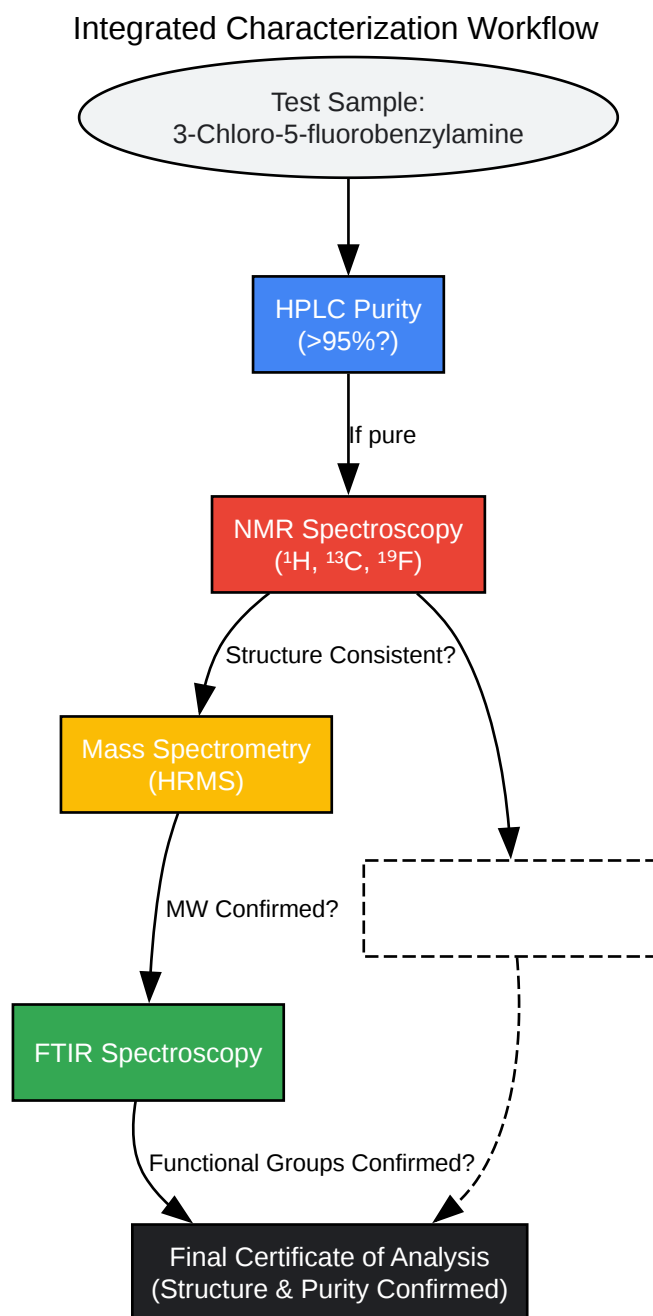 Integrated Characterization Workflow
Test Sample:
3-Chloro-5-fluorobenzylamine
HPLC Purity
(>95%?)
If pure
NMR Spectroscopy
(¹H, ¹³C, ¹⁹F)
Structure Consistent?
Mass Spectrometry
(HRMS)
MW Confirmed?
FTIR Spectroscopy
Functional Groups Confirmed?
Final Certificate of Analysis
(Structure & Purity Confirmed)